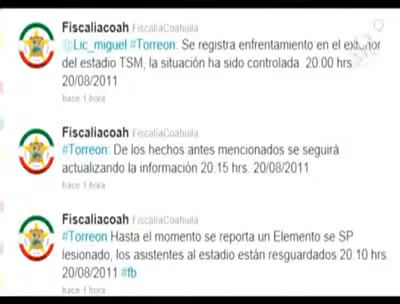 Fiscaliacoah FiscaliaCoahuila
@Lic_miguel #Torreon: Se registra enfrentamiento en el exterior
del estadio TSM, la situación ha sido controlada. 20:00 hrs.
20/08/2011
hace 1 hora
Fiscaliacoah FiscaliaCoahuila
#Torreon: De los hechos antes mencionados se seguirá
actualizando la información 20:15 hrs. 20/08/2011
hace 1 hora
Fiscaliacoah FiscaliaCoahuila
#Torreon Hasta el momento se reporta un Elemento se SP
lesionado, los asistentes al estadio están resguardados 20:10 hrs.
20/08/2011 #fb
hace 1 hora